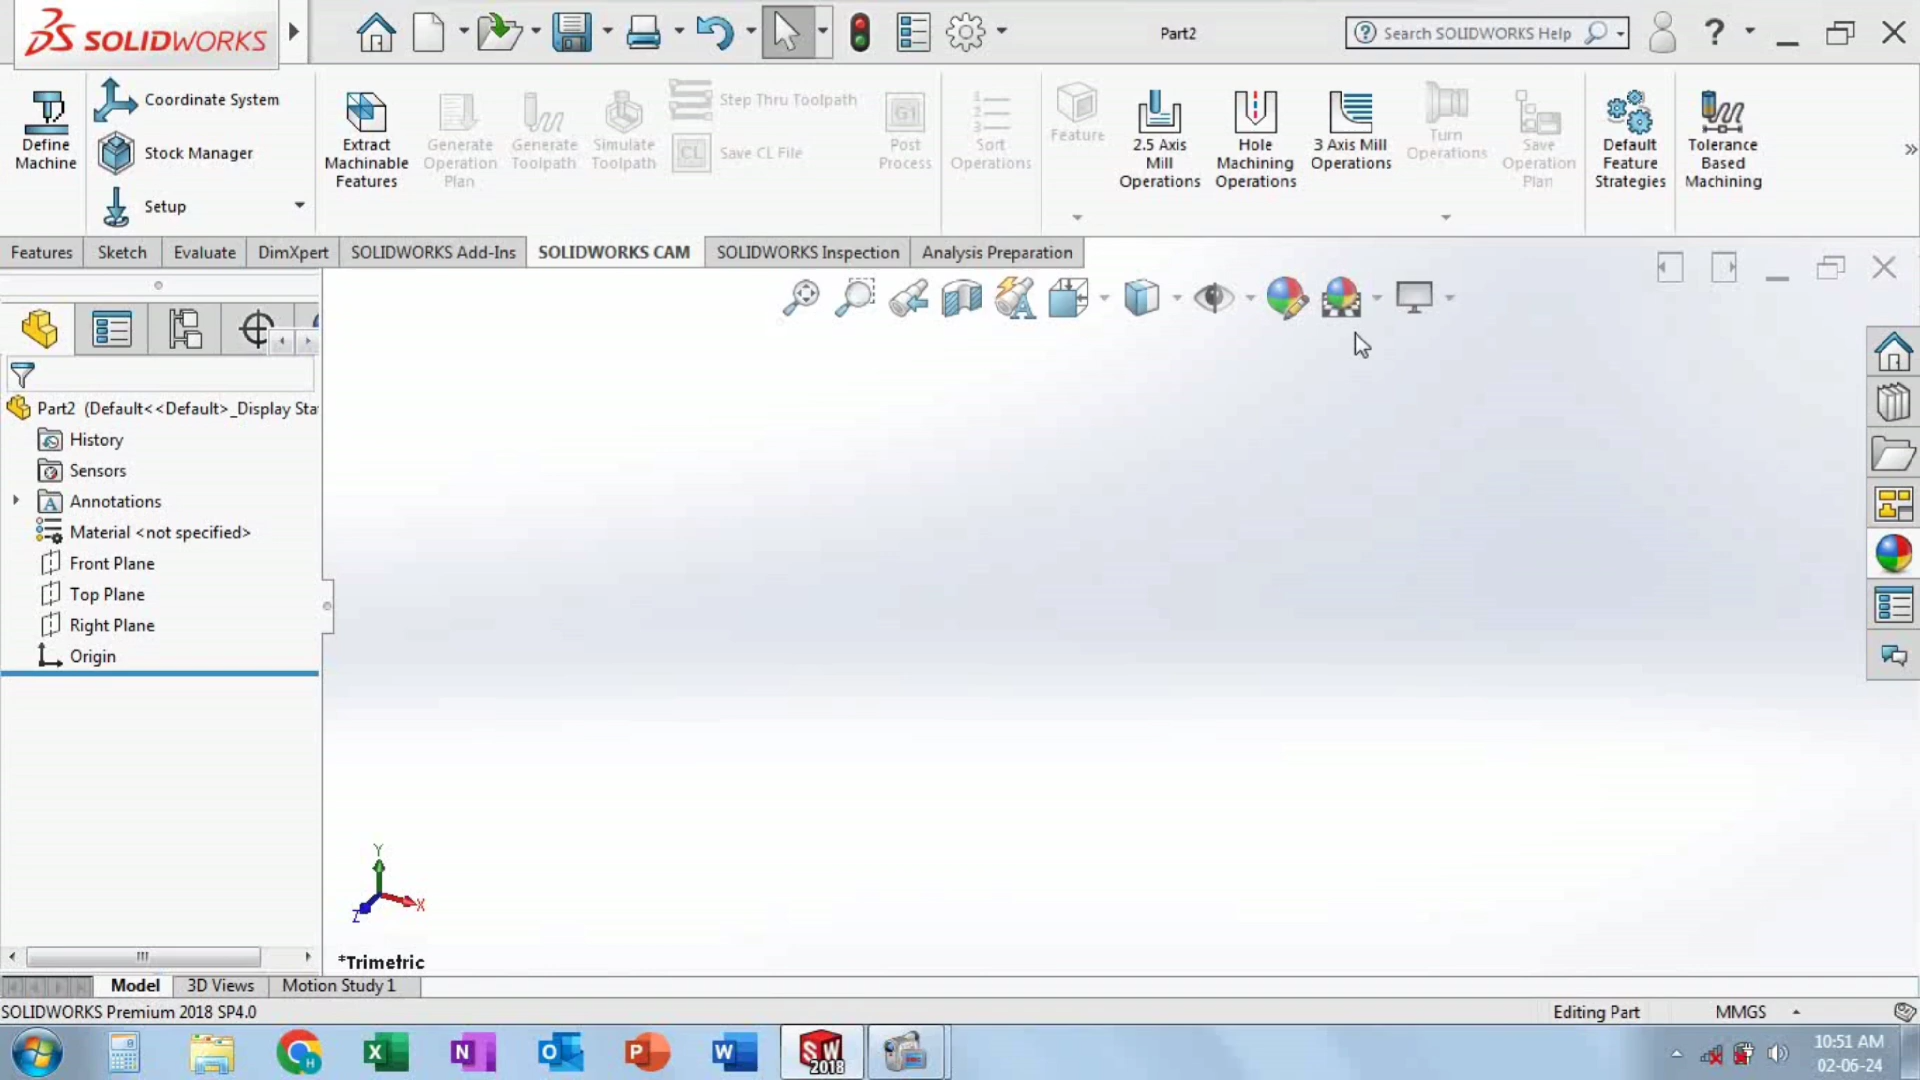 SOLIDWORKS
Part2
Search SOLIDWORKS Help
Define Machine
Coordinate System
Stock Manager
Setup
Extract Machinable Features
Generate Operation Plan
Generate Toolpath
Simulate Toolpath
Step Thru Toolpath
CL Save CL File
G1 Post Process
Sort Operations
Feature
2.5 Axis Mill Operations
Hole Machining Operations
3 Axis Mill Operations
Turn Operations
Save Operation Plan
Default Feature Strategies
Tolerance Based Machining
Features Sketch Evaluate DimXpert SOLIDWORKS Add-Ins SOLIDWORKS CAM SOLIDWORKS Inspection Analysis Preparation
Part2 (Default<<Default>_Display Sta
History
Sensors
Annotations
Material <not specified>
Front Plane
Top Plane
Right Plane
Origin
Y
X
Z
*Trimetric
Model 3D Views Motion Study 1
SOLIDWORKS Premium 2018 SP4.0
Editing Part
MMGS
SW 2018
10:51 AM
02-06-24